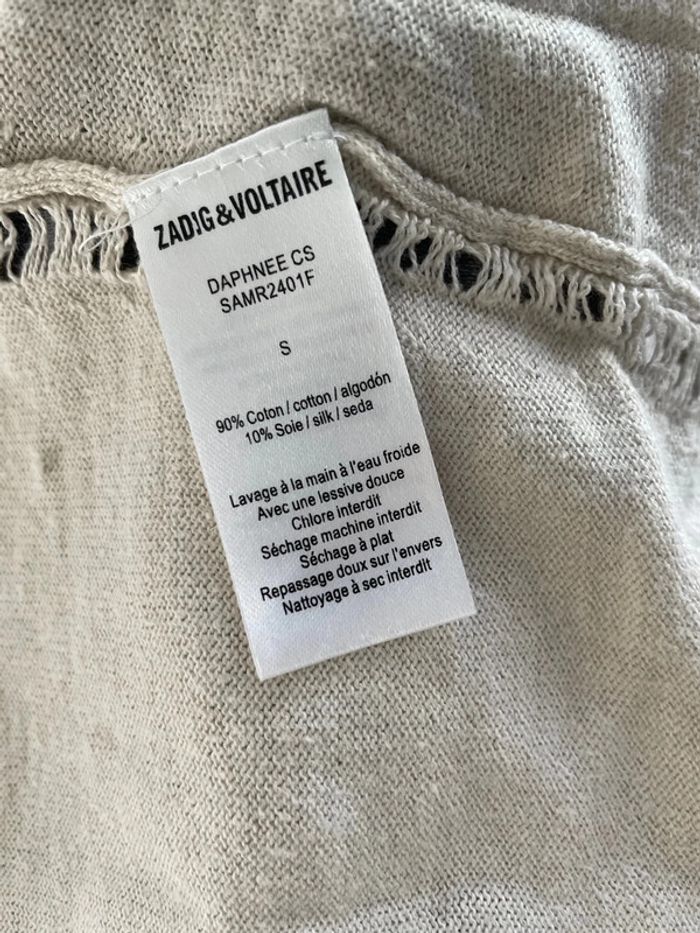 ZADIG & VOLTAIRE
DAPHNEE CS
SAMR2401F
S
90% Coton / cotton / algodón
10% Soie / silk / seda
Lavage à la main à l'eau froide
Avec une lessive douce
Chlore interdit
Séchage machine interdit
Séchage à plat
Repassage doux sur l'envers
Nattoyage à sec interdit